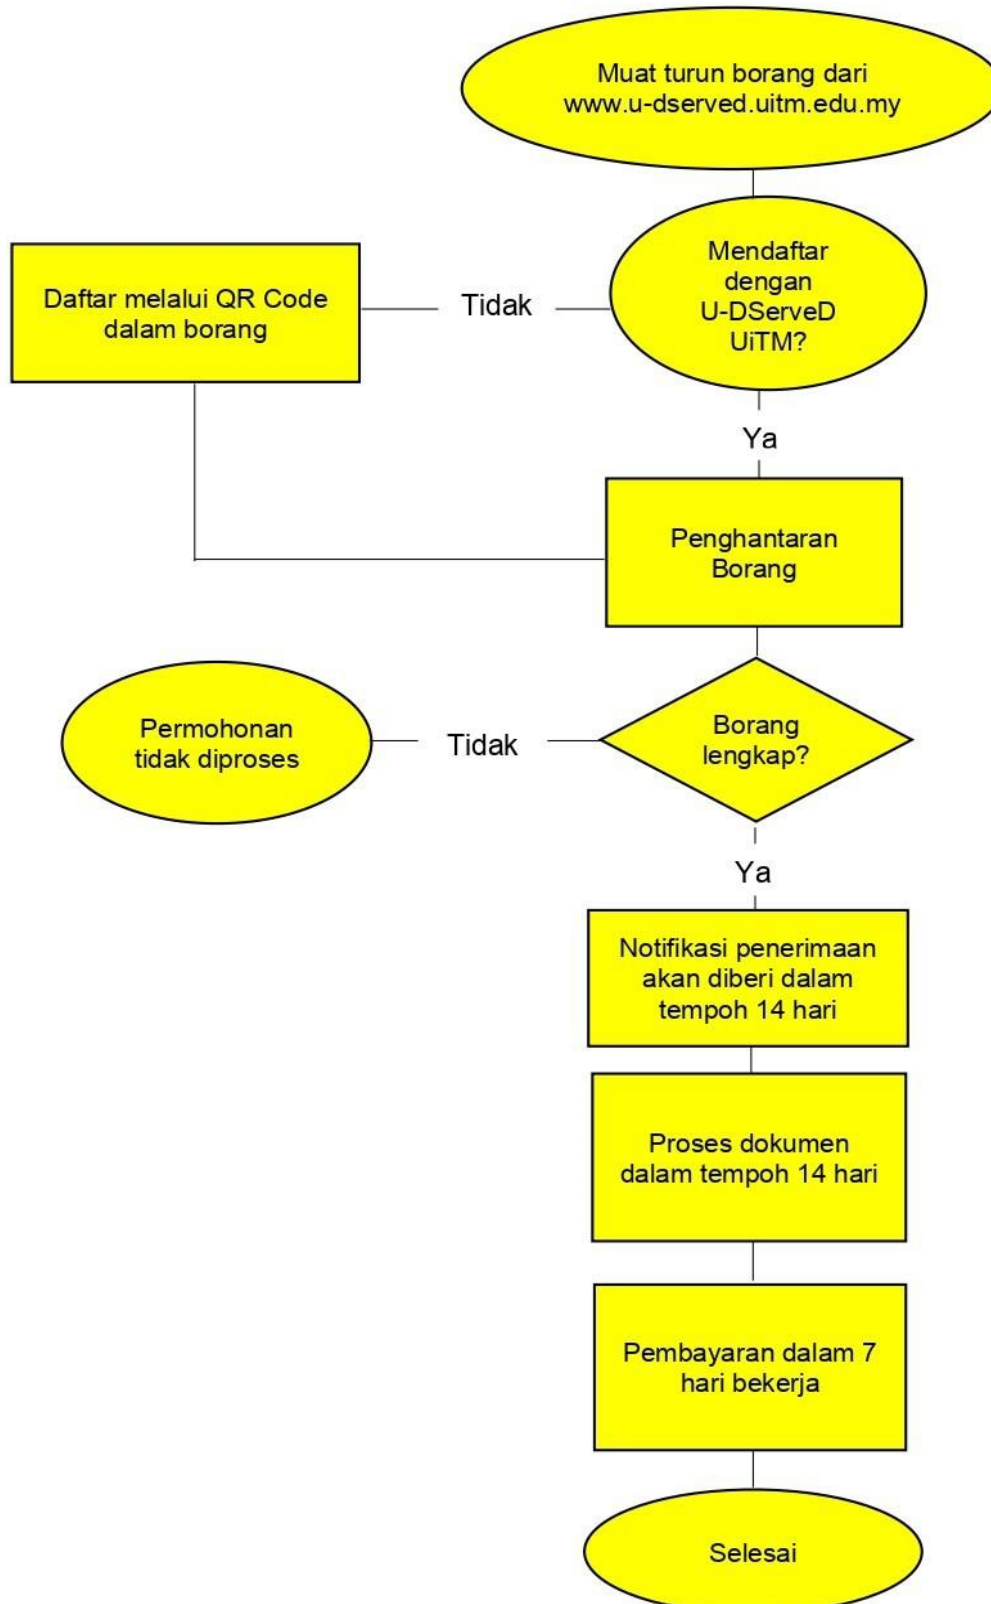 Muat turun borang dari
www.u-dserved.uitm.edu.my
Mendaftar
dengan
U-DServeD
UiTM?
Tidak
Daftar melalui QR Code
dalam borang
Ya
Penghantaran
Borang
Borang
lengkap?
Tidak
Permohonan
tidak diproses
Ya
Notifikasi penerimaan
akan diberi dalam
tempoh 14 hari
Proses dokumen
dalam tempoh 14 hari
Pembayaran dalam 7
hari bekerja
Selesai